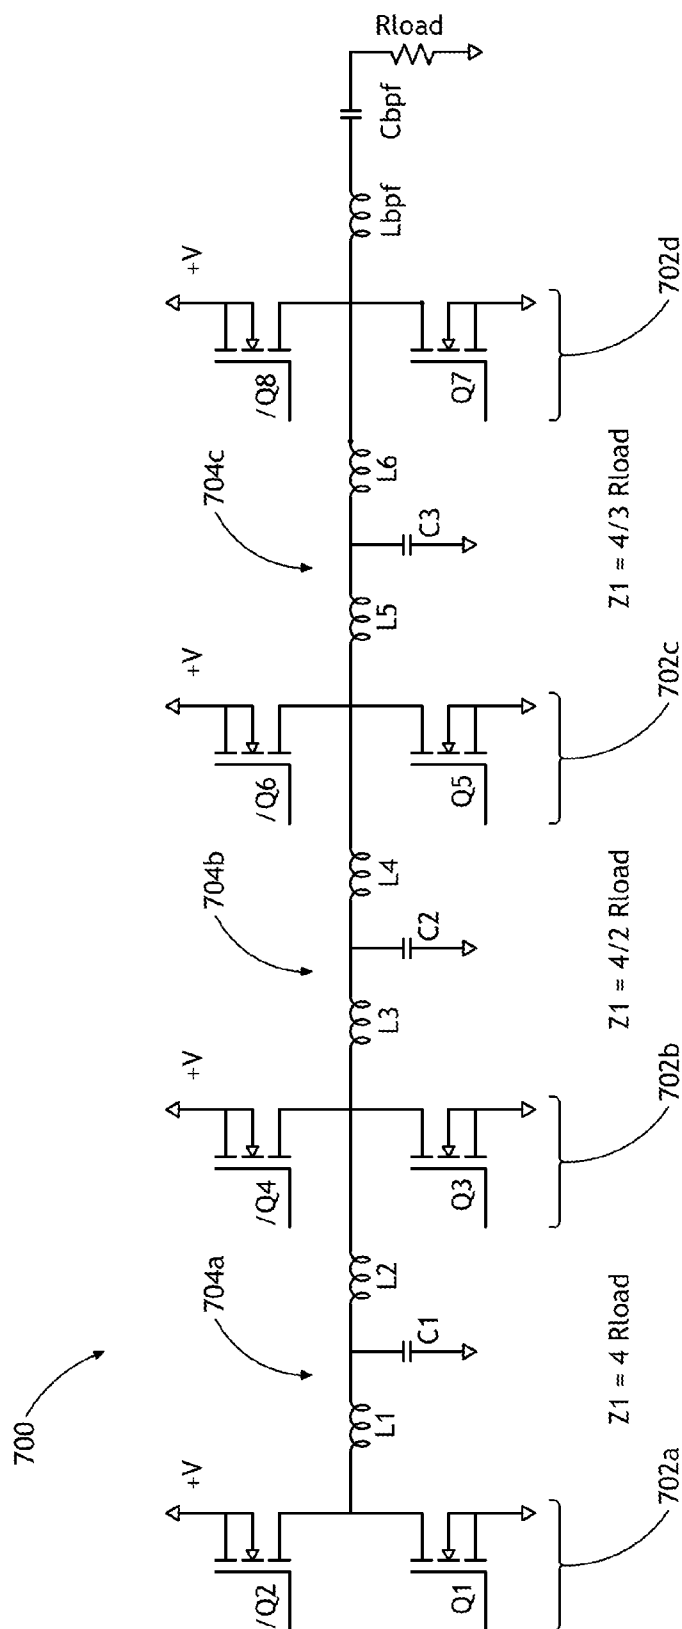 700
704a
704b
704c
+V
+V
+V
+V
/Q2
/Q4
/Q6
/Q8
L1
L2
L3
L4
L5
L6
Lbpf
Cbpf
Rload
C1
C2
C3
Q1
Q3
Q5
Q7
Z1 = 4 Rload
Z1 = 4/2 Rload
Z1 = 4/3 Rload
702a
702b
702c
702d